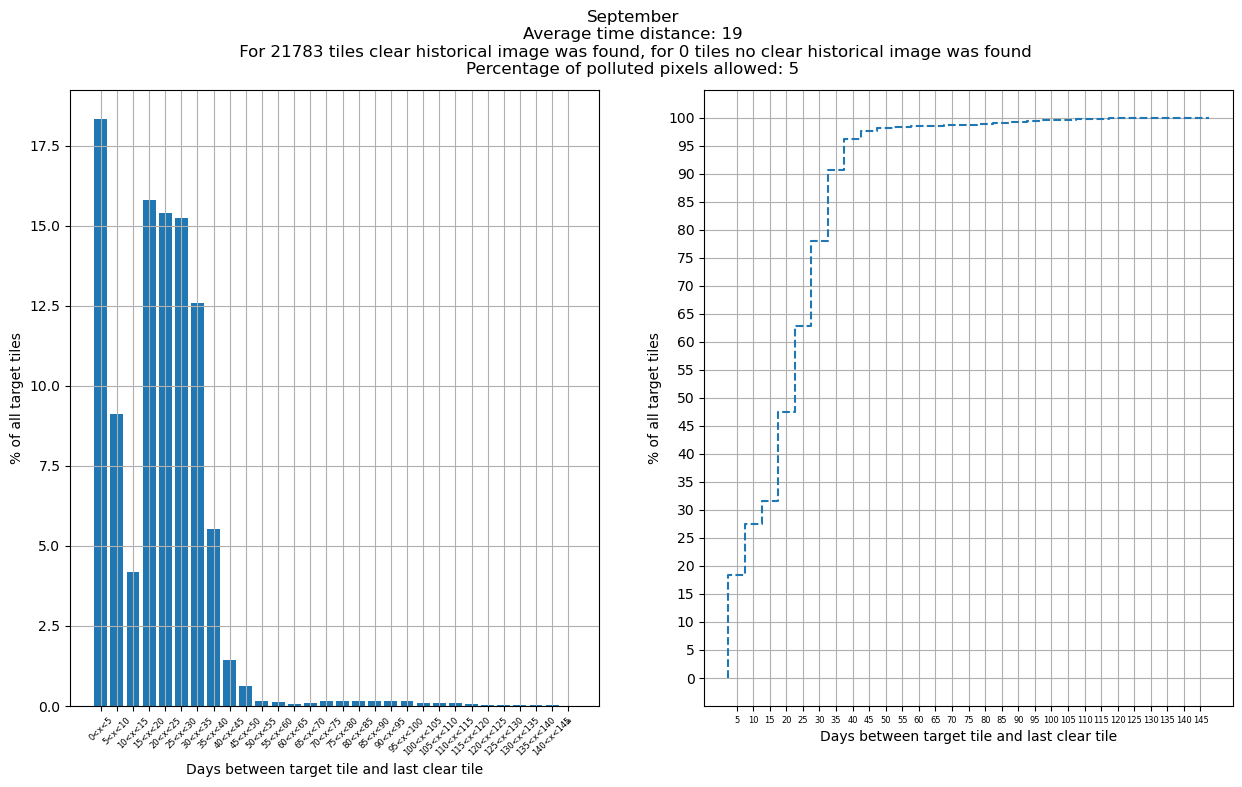 September
Average time distance: 19
For 21783 tiles clear historical image was found, for 0 tiles no clear historical image was found
Percentage of polluted pixels allowed: 5
% of all target tiles
17.5
15.0
12.5
10.0
7.5
5.0
2.5
0.0
0<x<5
5<x<10
10<x<15
15<x<20
20<x<25
25<x<30
30<x<35
35<x<40
40<x<45
45<x<50
50<x<55
55<x<60
60<x<65
65<x<70
70<x<75
75<x<80
80<x<85
85<x<90
90<x<95
95<x<100
100<x<105
105<x<110
110<x<115
115<x<120
120<x<125
125<x<130
130<x<135
135<x<140
140<x<145
Days between target tile and last clear tile
% of all target tiles
100
95
90
85
80
75
70
65
60
55
50
45
40
35
30
25
20
15
10
5
0
5 10 15 20 25 30 35 40 45 50 55 60 65 70 75 80 85 90 95 100 105 110 115 120 125 130 135 140 145
Days between target tile and last clear tile